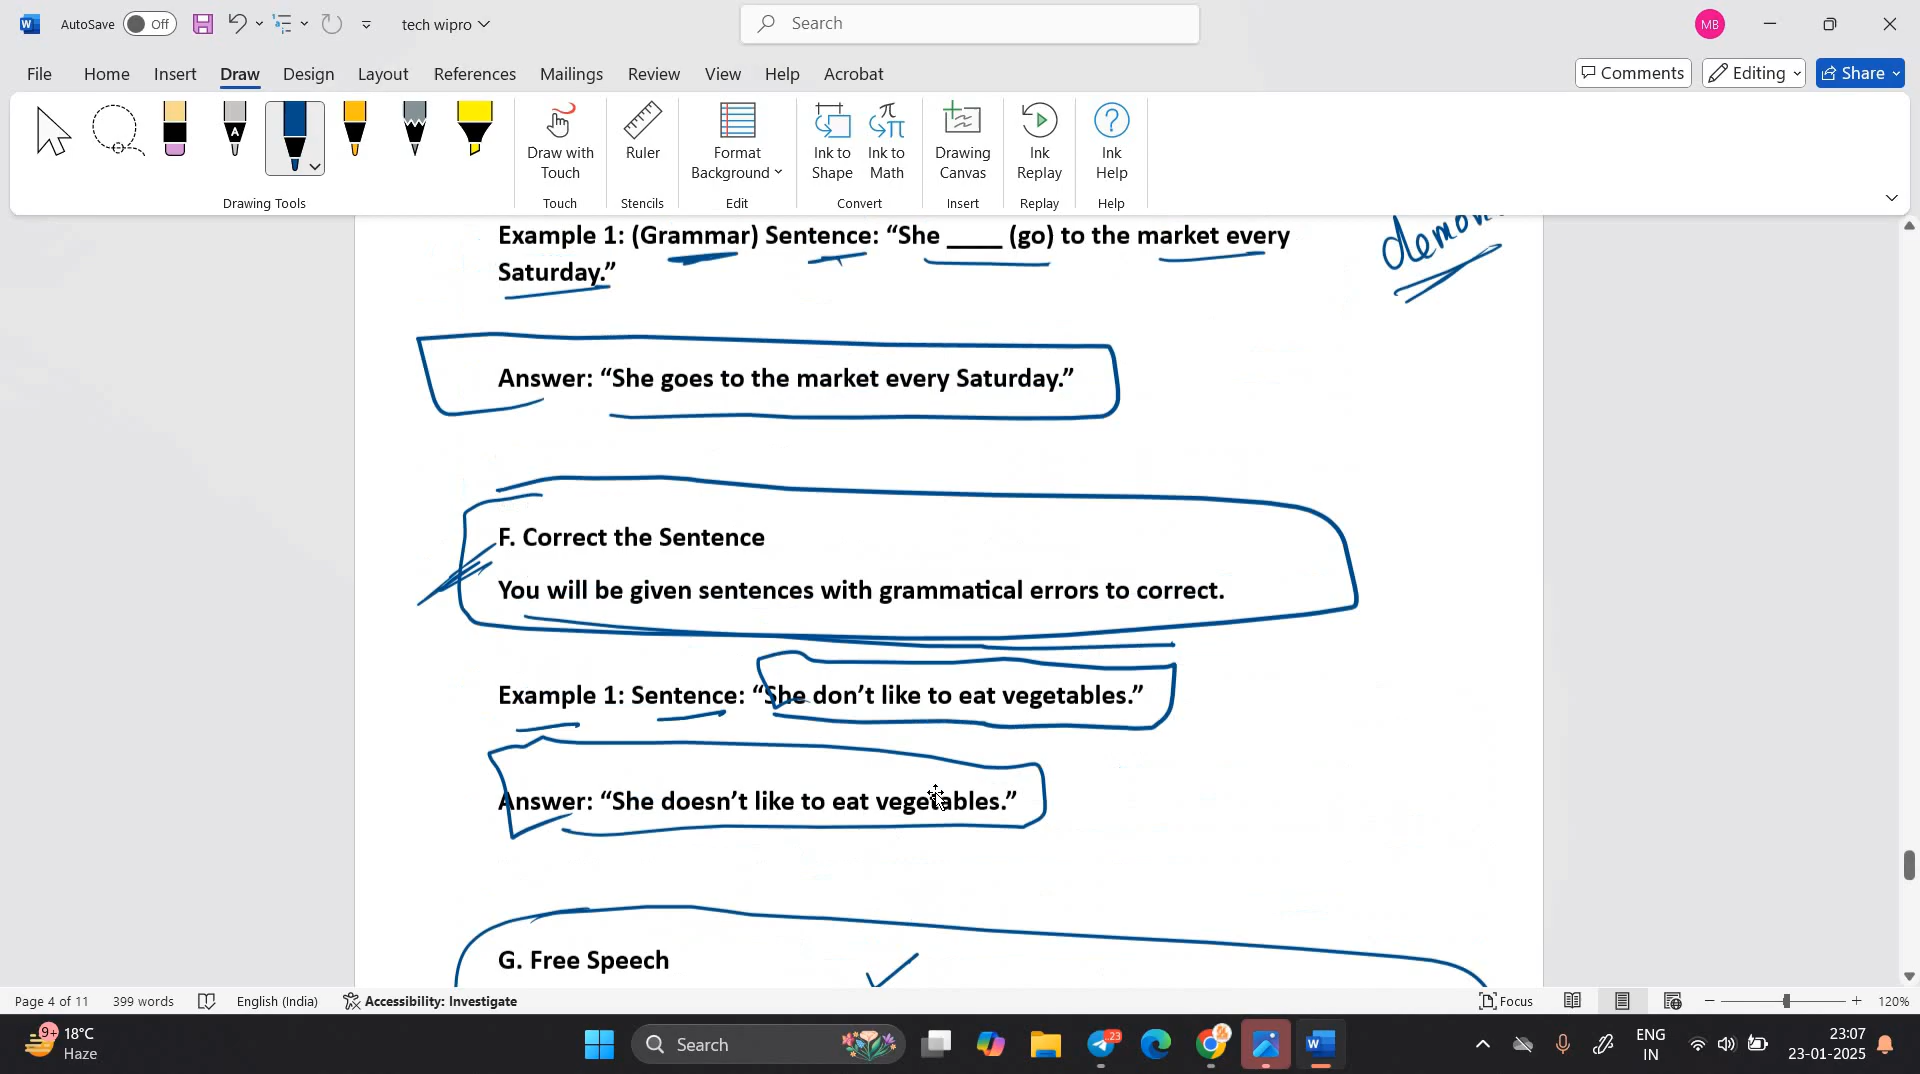 AutoSave Off tech wipro Search MB
File Home Insert Draw Design Layout References Mailings Review View Help Acrobat Comments Editing Share
A
Draw with Touch
Ruler
Format Background
Ink to Shape
Ink to Math
Drawing Canvas
Ink Replay
Ink Help
Drawing Tools Touch Stencils Edit Convert Insert Replay Help
Example 1: (Grammar) Sentence: “She ____ (go) to the market every
Saturday.”
Answer: “She goes to the market every Saturday.”
F. Correct the Sentence
You will be given sentences with grammatical errors to correct.
Example 1: Sentence: “She don’t like to eat vegetables.”
Answer: “She doesn’t like to eat vegetables.”
G. Free Speech
Page 4 of 11 399 words English (India) Accessibility: Investigate Focus 120%
9+ 18°C
Haze
Search
23
ENG
IN
23:07
23-01-2025